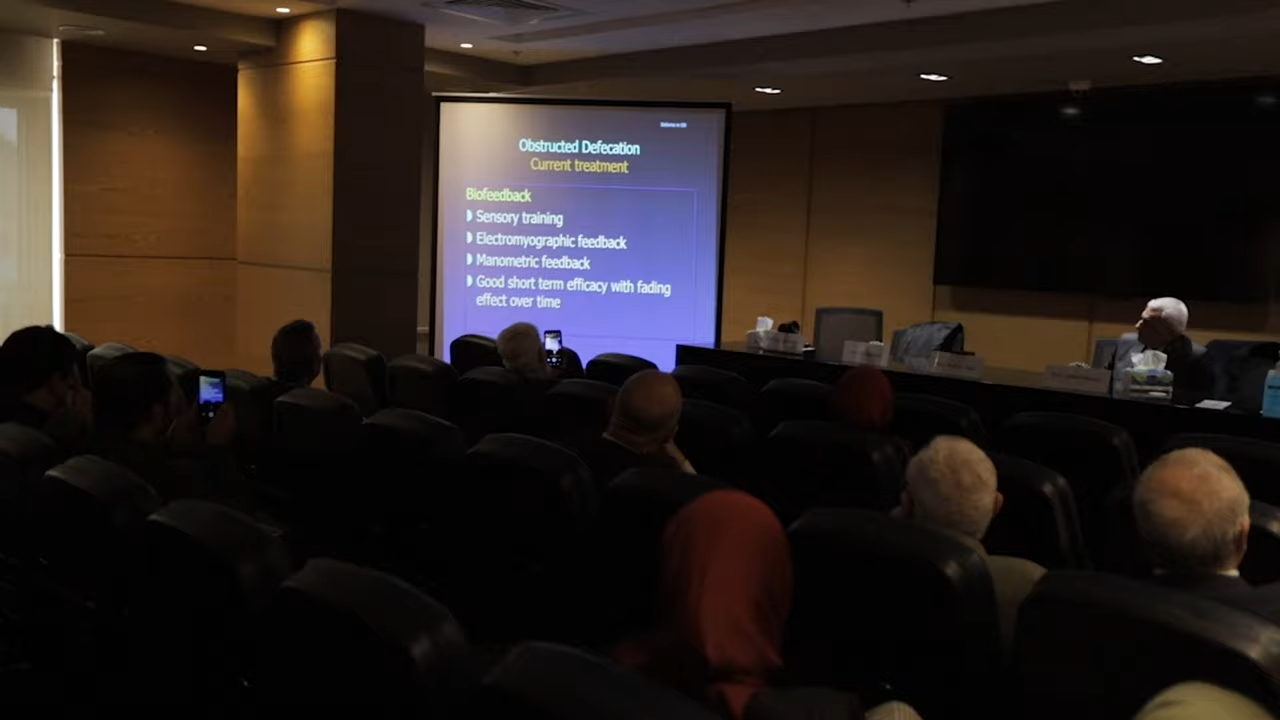 Obstructed Defecation
Current treatment
Biofeedback
Sensory training
Electromyographic feedback
Manometric feedback
Good short term efficacy with fading
effect over time